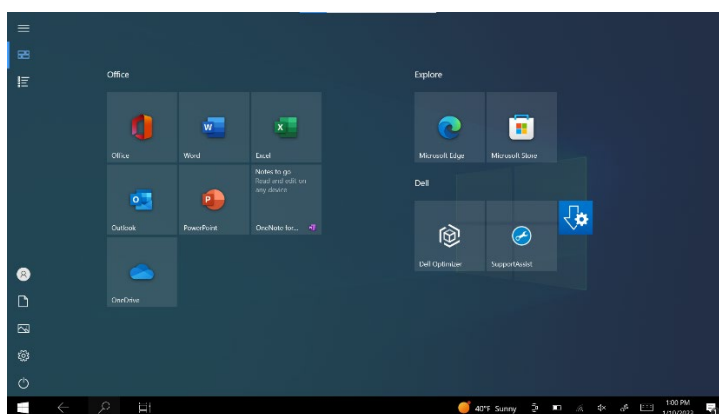 Office
Explore
Office
Word
Excel
Microsoft Edge
Microsoft Store
Notes to go
Read and edit on
any device
Dell
Outlook
PowerPoint
OneNote for...
Dell Optimizer
SupportAssist
OneDrive
40°F Sunny
1:00 PM